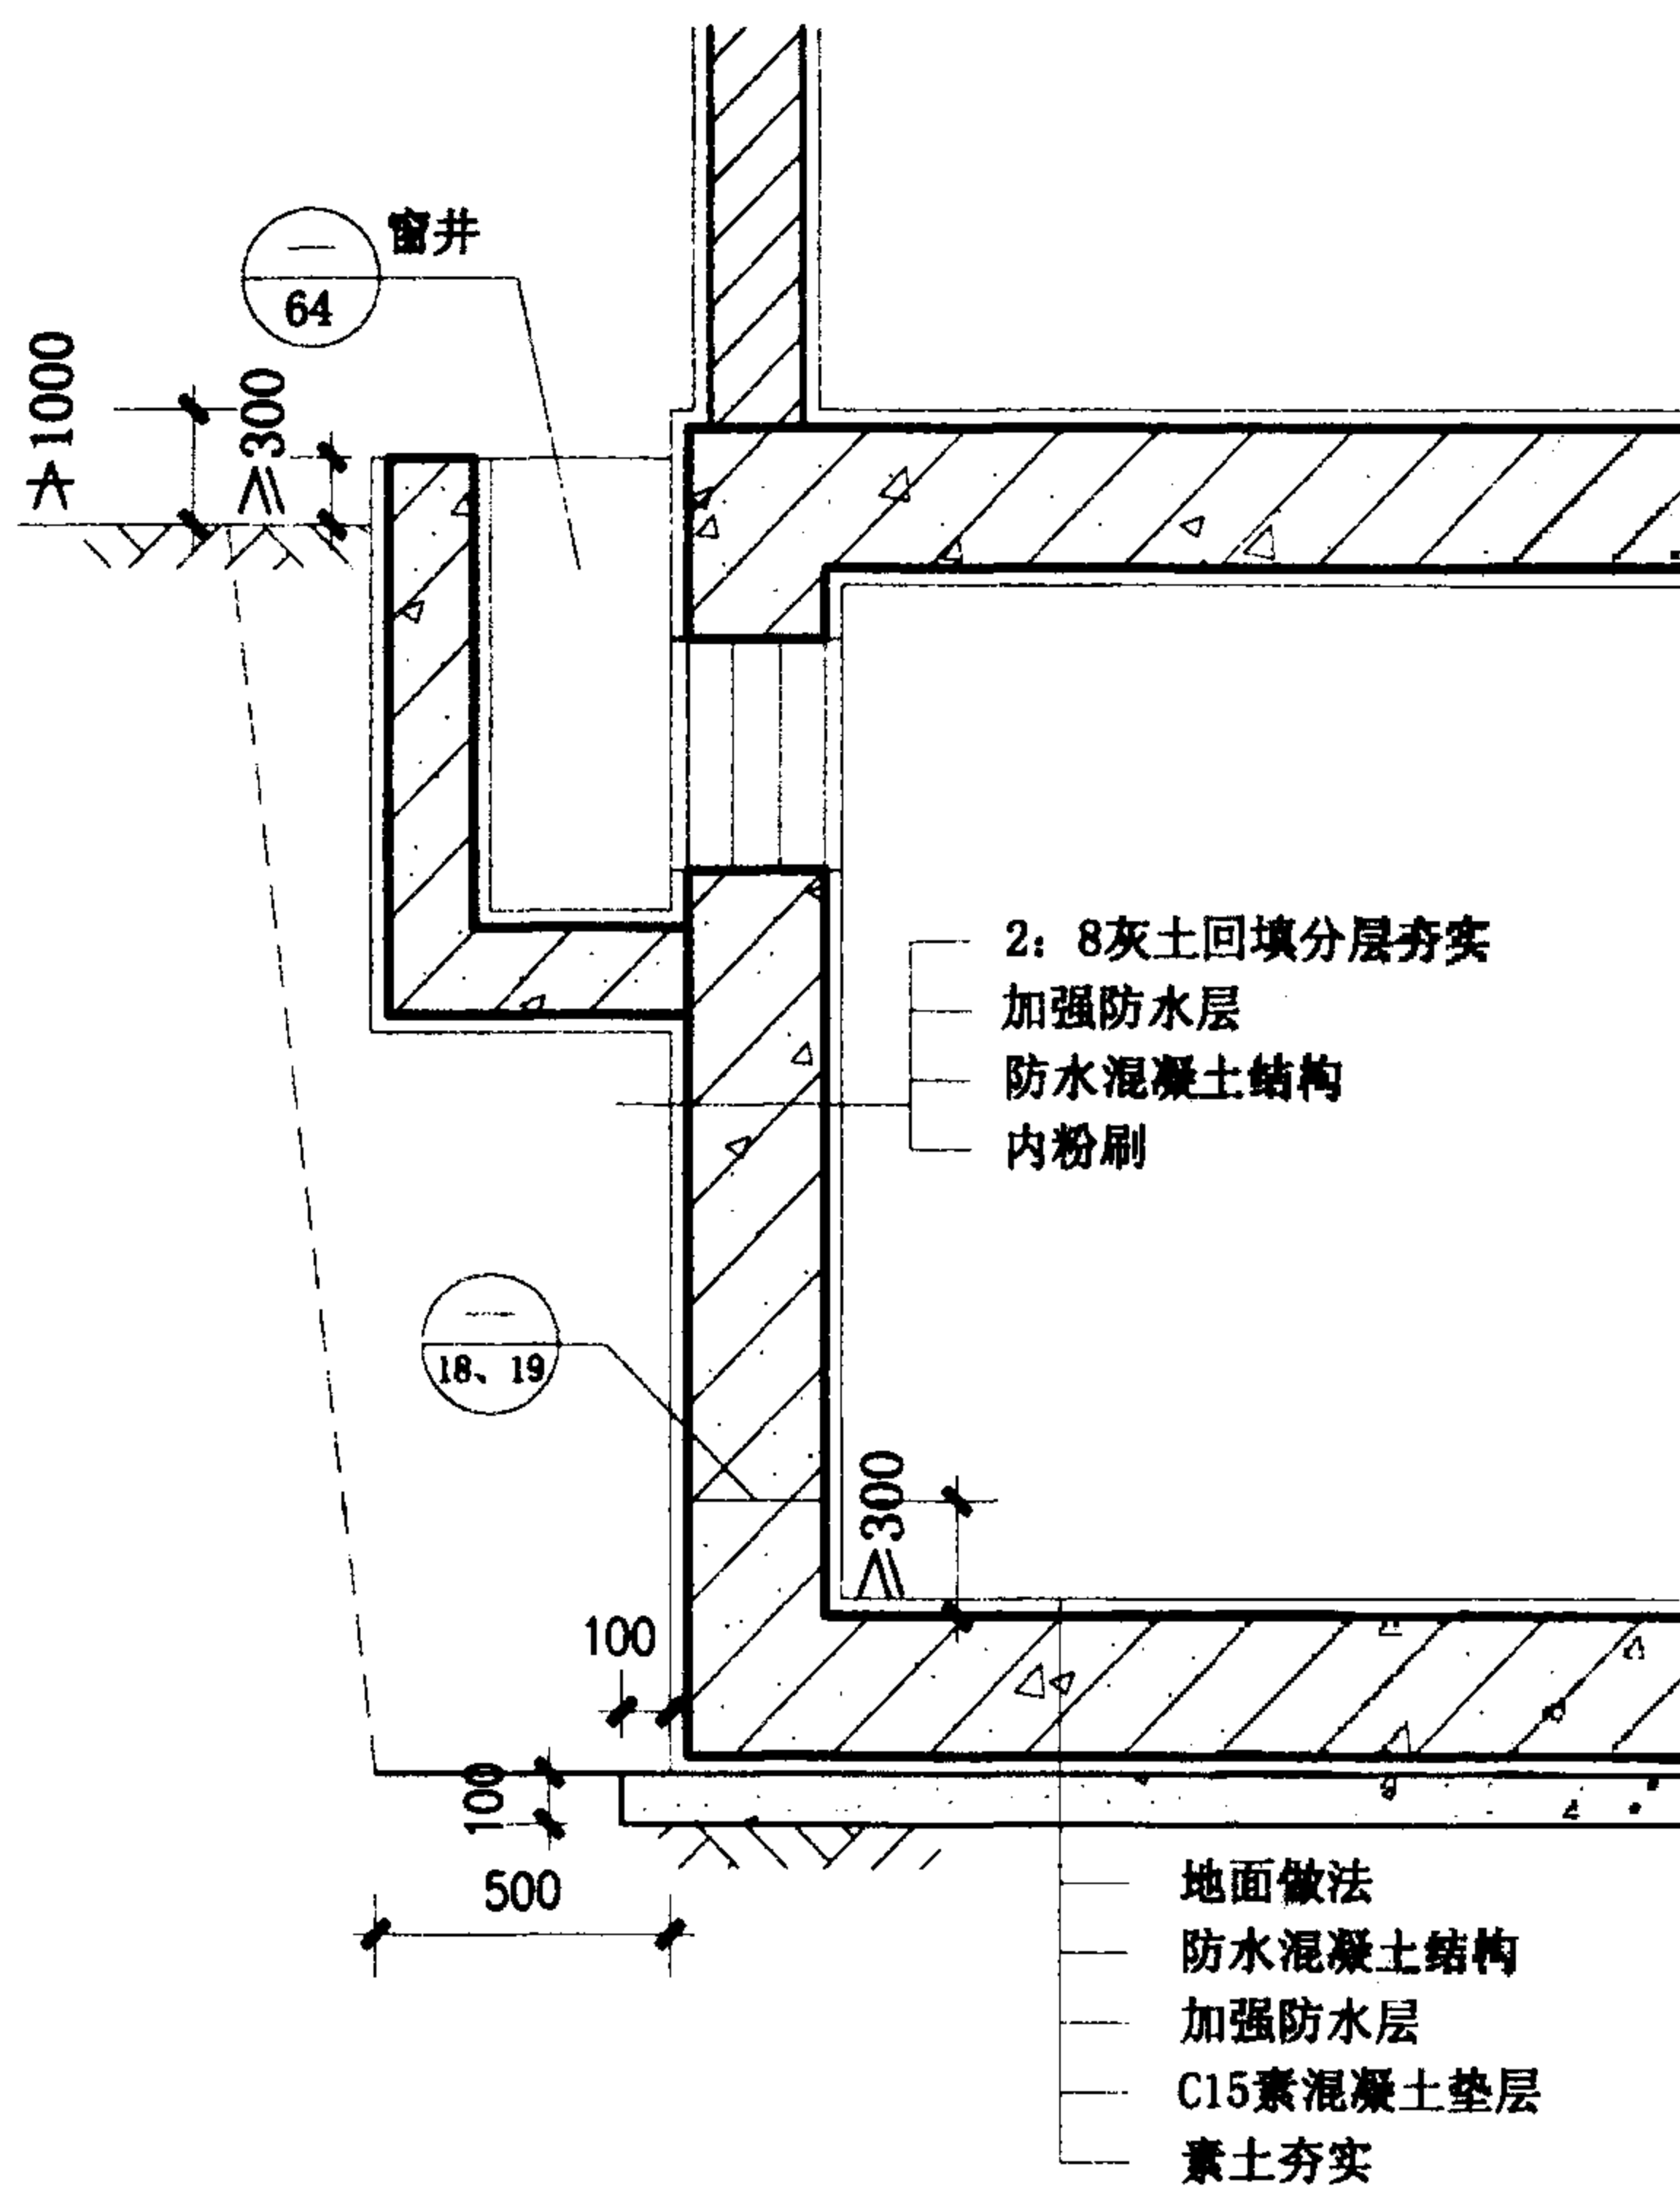 窗井
—
64
≯1000
≥300
2：8灰土回填分层夯实
加强防水层
防水混凝土结构
内粉刷
—
18、19
≥300
100
100
500
地面做法
防水混凝土结构
加强防水层
C15素混凝土垫层
素土夯实